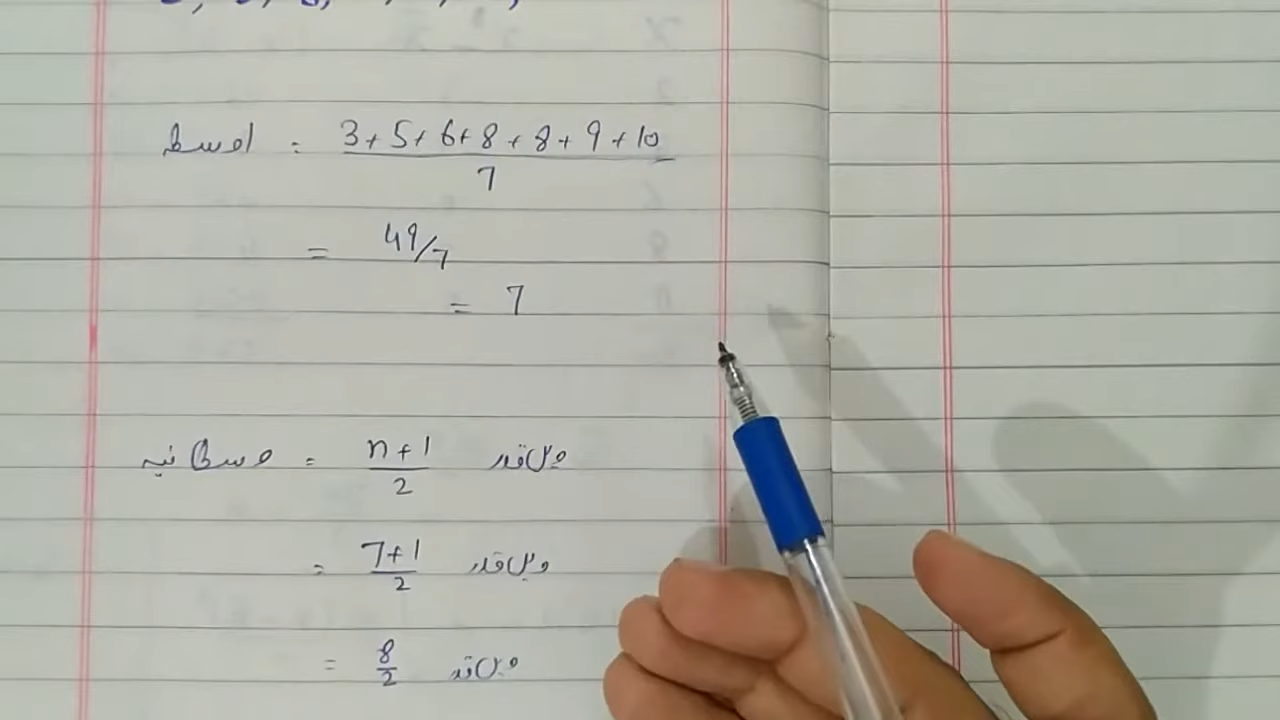 اوسط = 3+5+6+8+8+9+10 / 7
= 49/7
= 7
وسطانیہ = n+1 / 2 ویں قدر
= 7+1 / 2 ویں قدر
= 8/2 ویں قدر